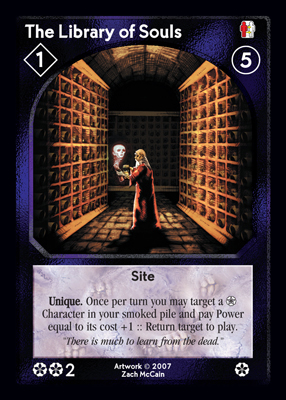 The Library of Souls
1
5
Site
Unique. Once per turn you may target a
Character in your smoked pile and pay Power
equal to its cost +1 :: Return target to play.
"There is much to learn from the dead."
2
Artwork © 2007
Zach McCain